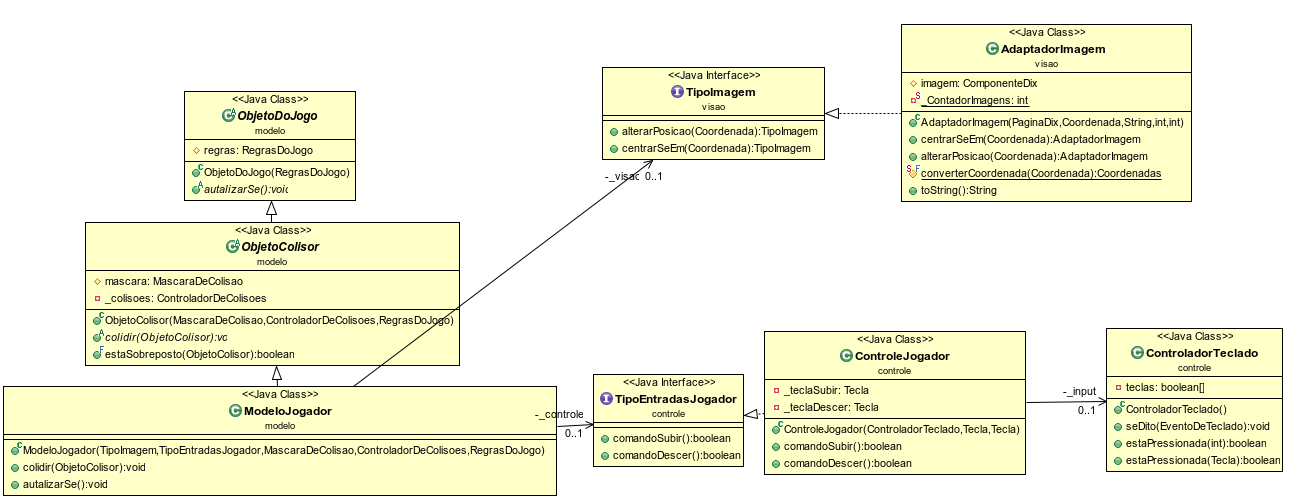 <<Java Class>>
AdaptadorImagem
visao
imagem: ComponenteDix
_ContadorImagens: int
AdaptadorImagem(PaginaDix,Coordenada,String,int,int)
centrarSeEm(Coordenada):AdaptadorImagem
alterarPosicao(Coordenada):AdaptadorImagem
converterCoordenada(Coordenada):Coordenadas
toString():String
<<Java Interface>>
TipoImagem
visao
alterarPosicao(Coordenada):TipoImagem
centrarSeEm(Coordenada):TipoImagem
-_visao 0..1
<<Java Class>>
ObjetoDoJogo
modelo
regras: RegrasDoJogo
ObjetoDoJogo(RegrasDoJogo)
autalizarSe():void
<<Java Class>>
ObjetoColisor
modelo
mascara: MascaraDeColisao
_colisoes: ControladorDeColisoes
ObjetoColisor(MascaraDeColisao,ControladorDeColisoes,RegrasDoJogo)
colidir(ObjetoColisor):vc
estaSobreposto(ObjetoColisor):boolean
<<Java Class>>
ModeloJogador
modelo
ModeloJogador(TipoImagem,TipoEntradasJogador,MascaraDeColisao,ControladorDeColisoes,RegrasDoJogo)
colidir(ObjetoColisor):void
autalizarSe():void
-_controle
0..1
<<Java Interface>>
TipoEntradasJogador
controle
comandoSubir():boolean
comandoDescer():boolean
<<Java Class>>
ControleJogador
controle
_teclaSubir: Tecla
_teclaDescer: Tecla
ControleJogador(ControladorTeclado,Tecla,Tecla)
comandoSubir():boolean
comandoDescer():boolean
-_input
0..1
<<Java Class>>
ControladorTeclado
controle
teclas: boolean[]
ControladorTeclado()
seDito(EventoDeTeclado):void
estaPressionada(int):boolean
estaPressionada(Tecla):boolean